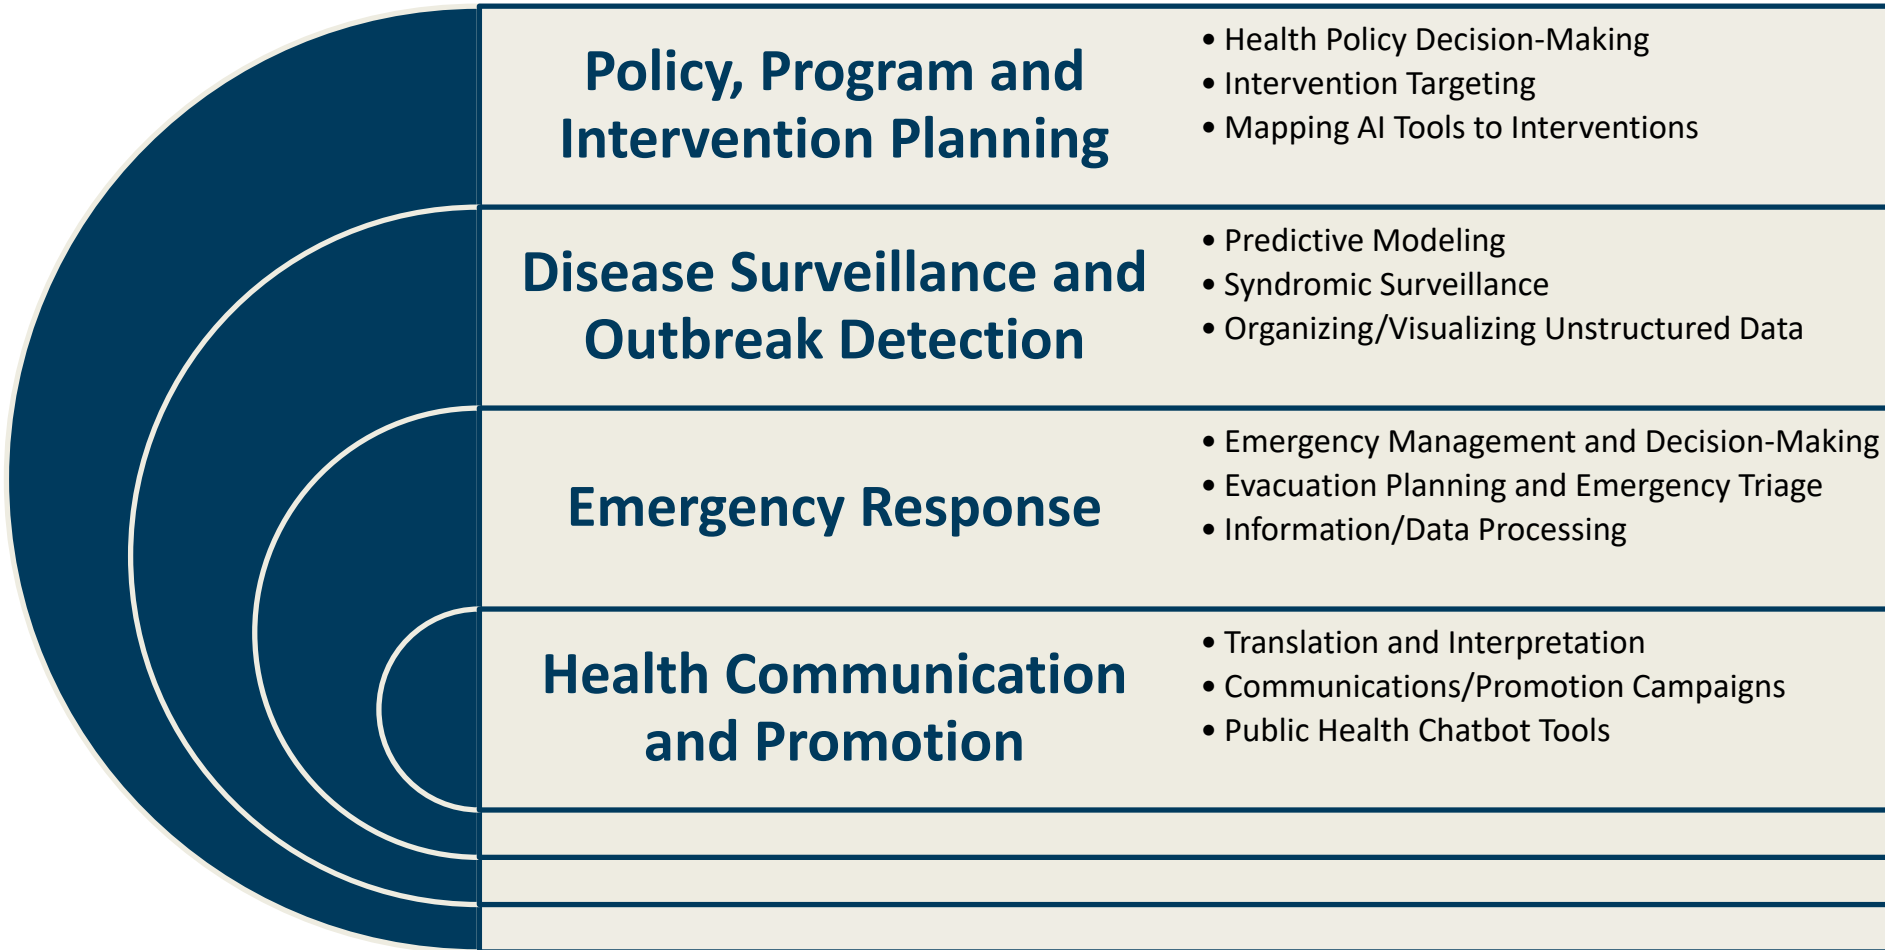 Policy, Program and
Intervention Planning
• Health Policy Decision-Making
• Intervention Targeting
• Mapping AI Tools to Interventions
Disease Surveillance and
Outbreak Detection
• Predictive Modeling
• Syndromic Surveillance
• Organizing/Visualizing Unstructured Data
Emergency Response
• Emergency Management and Decision-Making
• Evacuation Planning and Emergency Triage
• Information/Data Processing
Health Communication
and Promotion
• Translation and Interpretation
• Communications/Promotion Campaigns
• Public Health Chatbot Tools